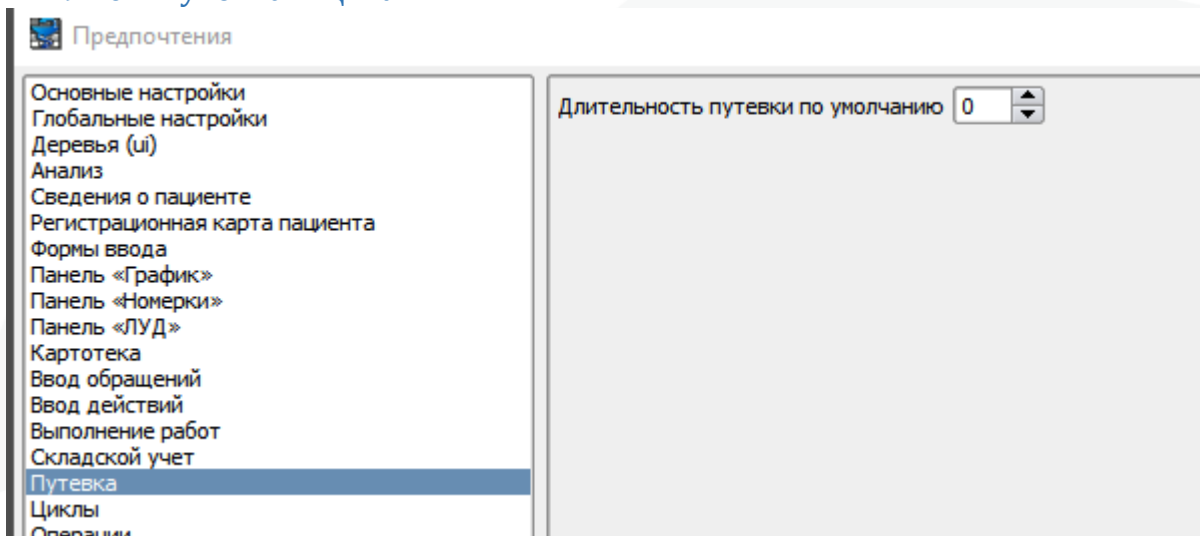 Предпочтения
Основные настройки
Глобальные настройки
Деревья (ui)
Анализ
Сведения о пациенте
Регистрационная карта пациента
Формы ввода
Панель «График»
Панель «Номерки»
Панель «ЛУД»
Картотека
Ввод обращений
Ввод действий
Выполнение работ
Складской учет
Путевка
Циклы
Операции
Длительность путевки по умолчанию 0